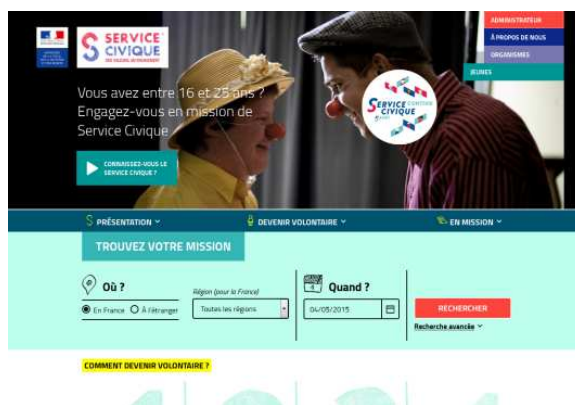 SERVICE
CIVIQUE
ADMINISTRATEUR
À PROPOS DE NOUS
ORGANISMES
JEUNES
Vous avez entre 16 et 25 ans ?
Engagez-vous en mission de
Service Civique
SERVICE
CIVIQUE
CONNAISSEZ-VOUS LE
SERVICE CIVIQUE ?
PRÉSENTATION
DEVENIR VOLONTAIRE
EN MISSION
TROUVEZ VOTRE MISSION
Où ?
Région (pour la France)
Quand ?
En France
À l'étranger
Toutes les régions
04/05/2015
RECHERCHER
Recherche avancée
COMMENT DEVENIR VOLONTAIRE ?